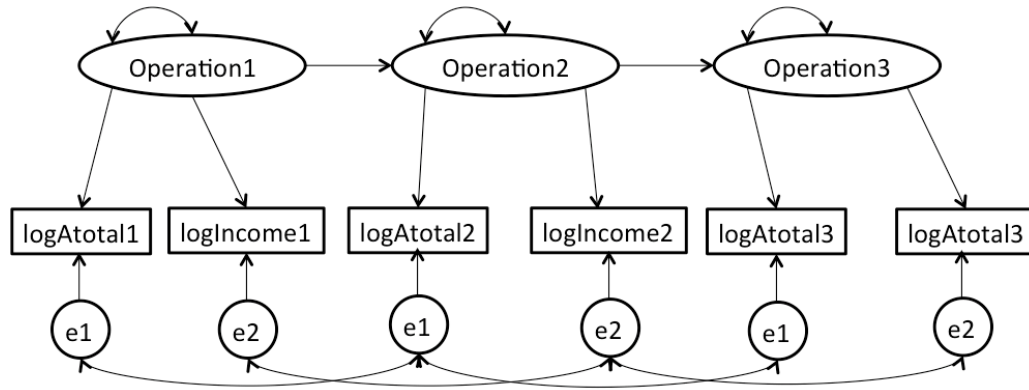 Operation1
Operation2
Operation3
logAtotal1
logIncome1
logAtotal2
logIncome2
logAtotal3
logAtotal3
e1
e2
e1
e2
e1
e2